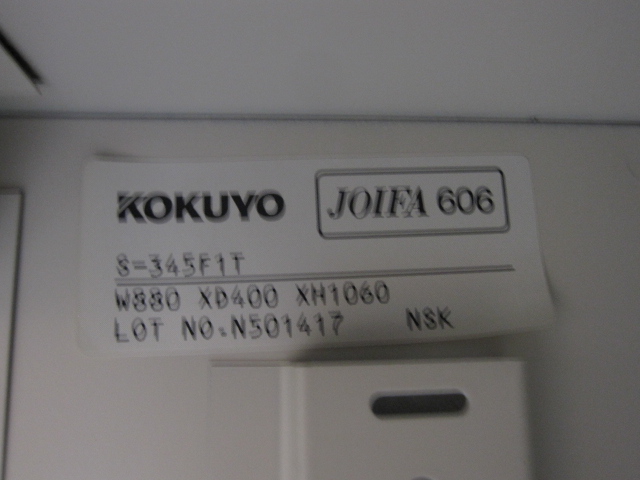 KOKUYO JOIFA 606
S-345F1T
W880 XD400 XH1060
LOT NO.N501417 NSK